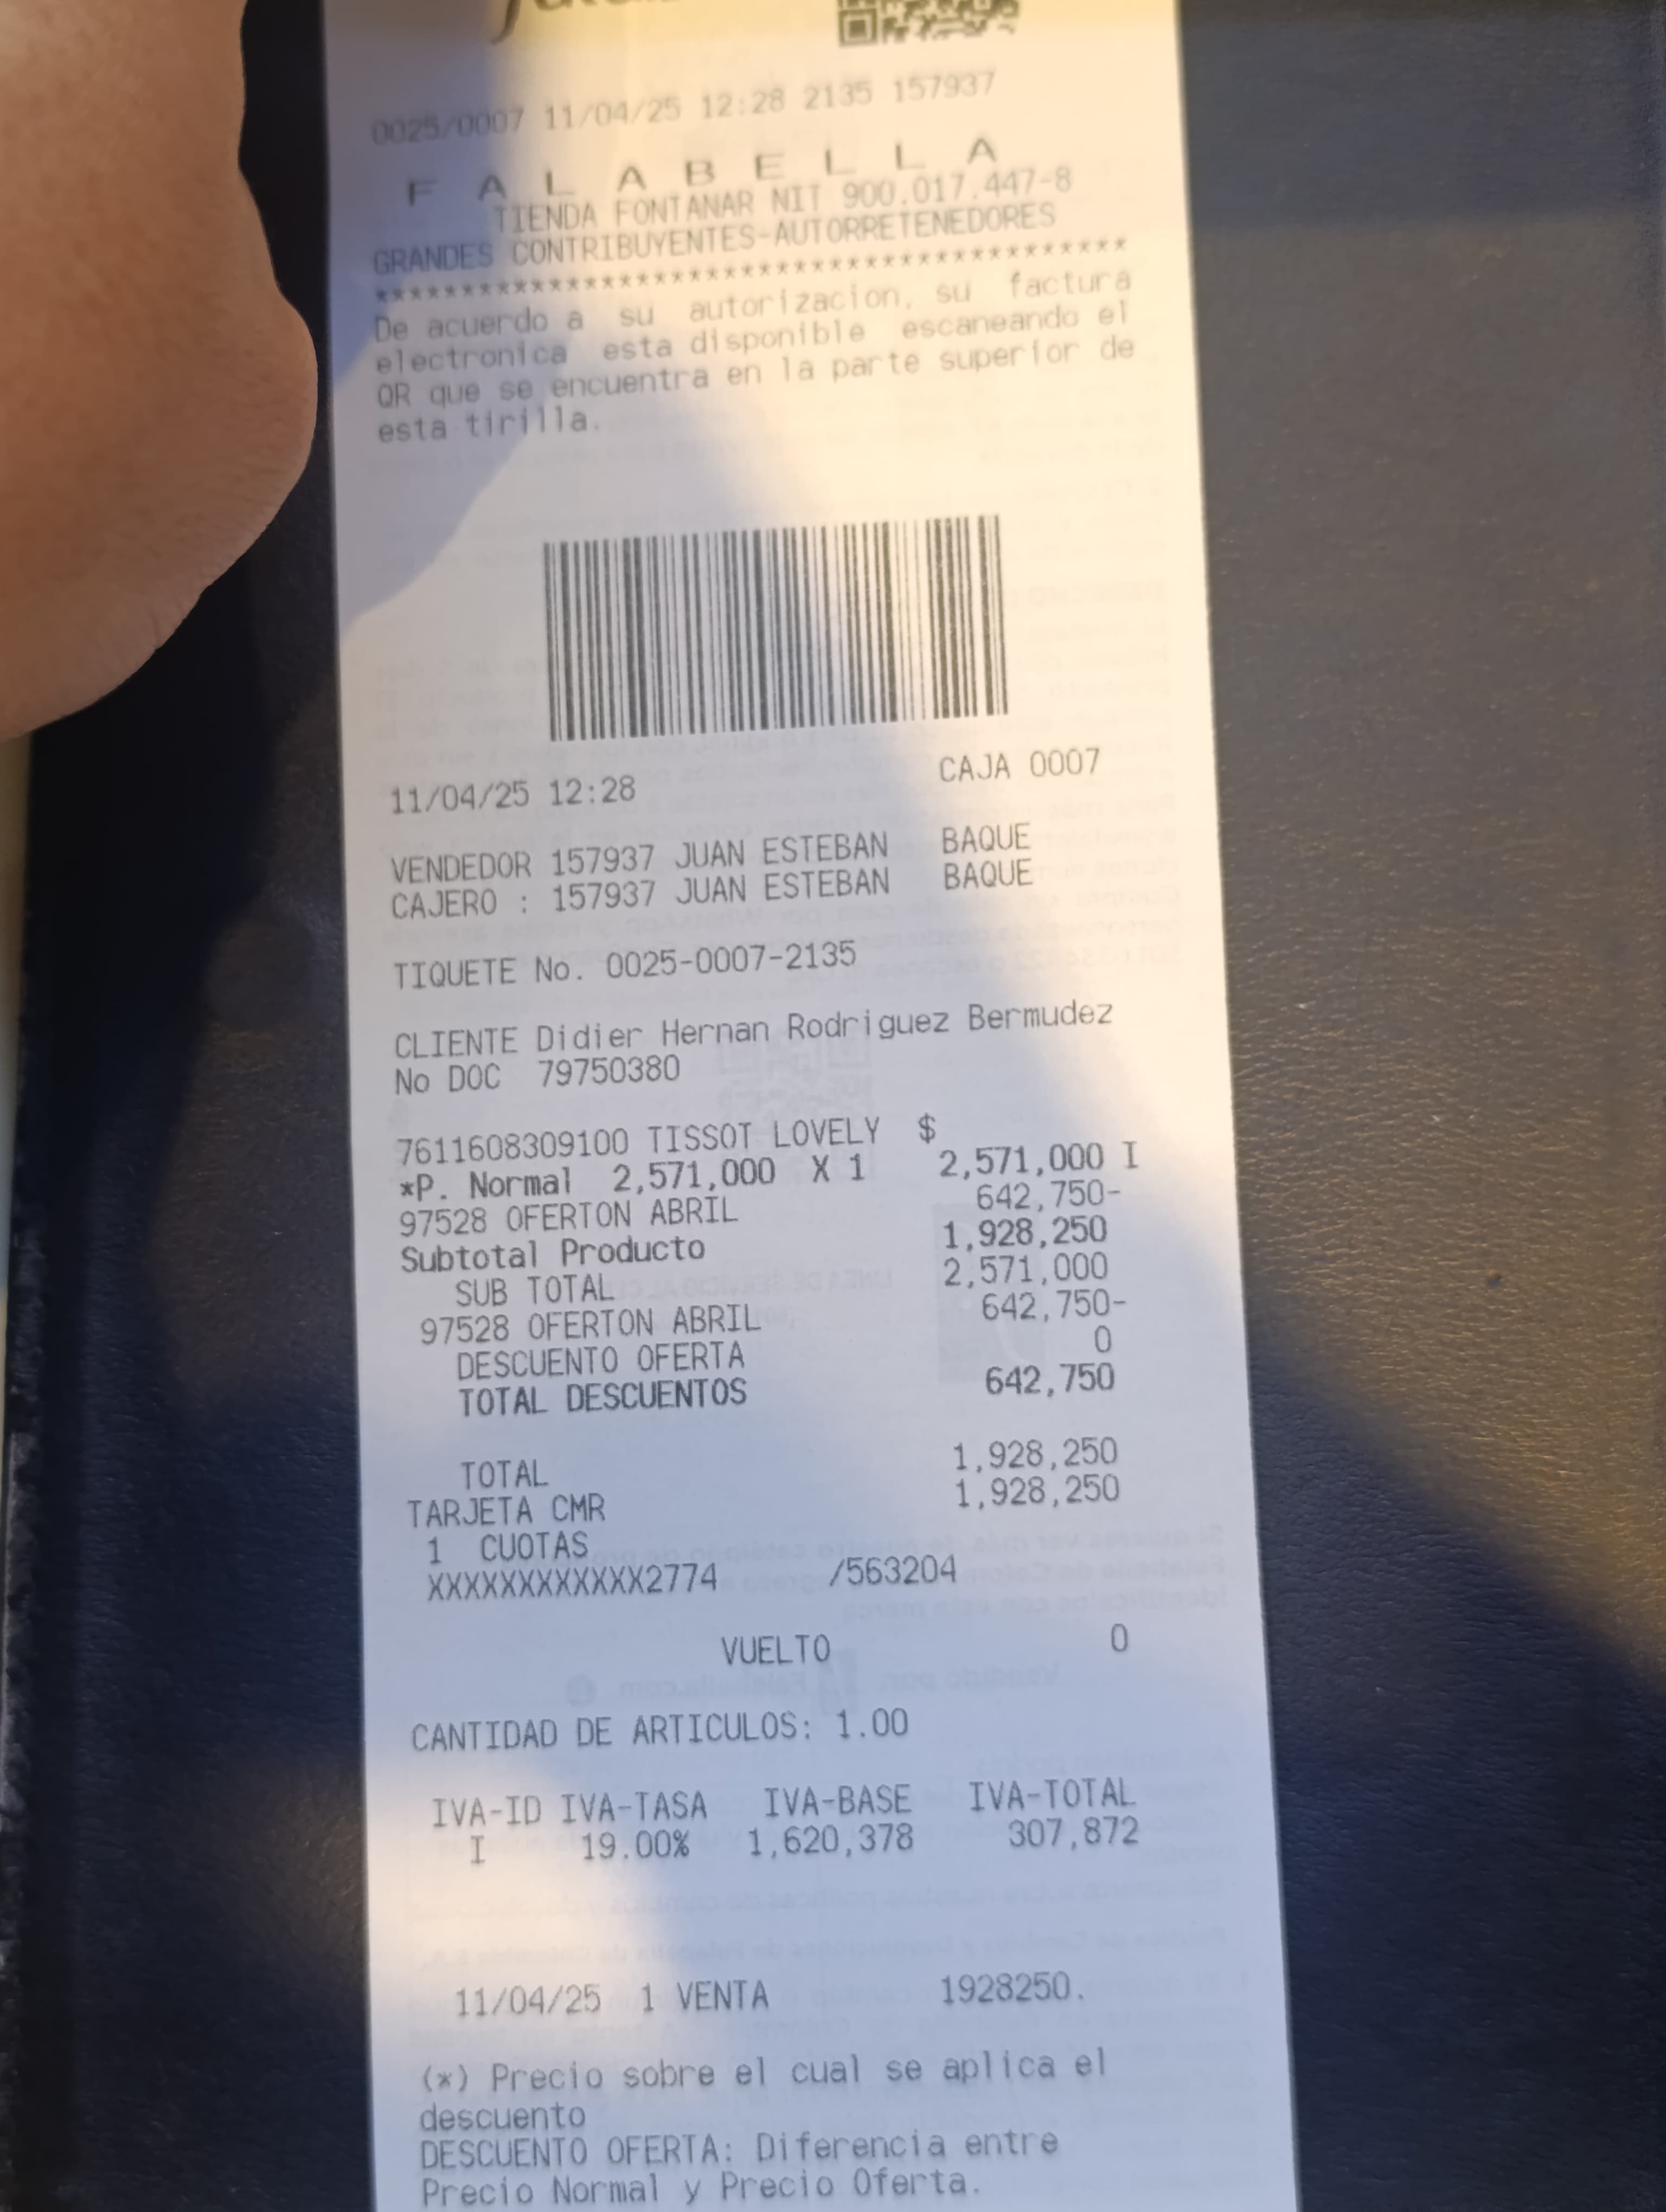 0025/0007 11/04/25 12:28 2135 157937
F A L A B E L L A
TIENDA FONTANAR NIT 900.017.447-8
GRANDES CONTRIBUYENTES-AUTORRETENEDORES
*******************************************
De acuerdo a su autorizacion, su factura
electronica esta disponible escaneando el
QR que se encuentra en la parte superior de
esta tirilla.
11/04/25 12:28 CAJA 0007
VENDEDOR 157937 JUAN ESTEBAN BAQUE
CAJERO : 157937 JUAN ESTEBAN BAQUE
TIQUETE No. 0025-0007-2135
CLIENTE Didier Hernan Rodriguez Bermudez
No DOC 79750380
7611608309100 TISSOT LOVELY $
*P. Normal 2,571,000 X 1 2,571,000 I
97528 OFERTON ABRIL 642,750-
Subtotal Producto 1,928,250
SUB TOTAL 2,571,000
97528 OFERTON ABRIL 642,750-
DESCUENTO OFERTA 0
TOTAL DESCUENTOS 642,750
TOTAL 1,928,250
TARJETA CMR 1,928,250
1 CUOTAS
XXXXXXXXXXXX2774 /563204
VUELTO 0
CANTIDAD DE ARTICULOS: 1.00
IVA-ID IVA-TASA IVA-BASE IVA-TOTAL
I 19.00% 1,620,378 307,872
11/04/25 1 VENTA 1928250.
(*) Precio sobre el cual se aplica el
descuento
DESCUENTO OFERTA: Diferencia entre
Precio Normal y Precio Oferta.